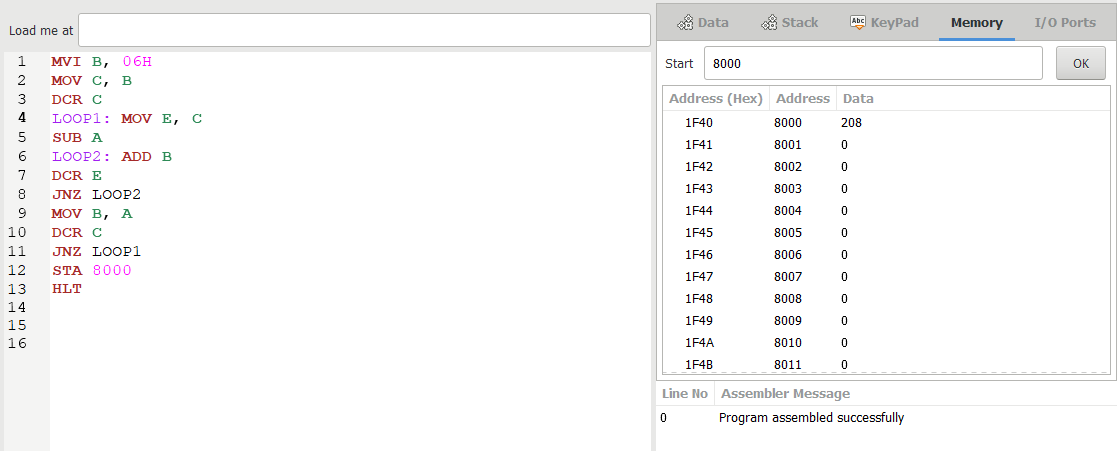 Load me at
1 MVI B, 06H
2 MOV C, B
3 DCR C
4 LOOP1: MOV E, C
5 SUB A
6 LOOP2: ADD B
7 DCR E
8 JNZ LOOP2
9 MOV B, A
10 DCR C
11 JNZ LOOP1
12 STA 8000
13 HLT
14
15
16
Data Stack Abc KeyPad Memory I/O Ports
Start 8000 OK
Address (Hex) Address Data
1F40 8000 208
1F41 8001 0
1F42 8002 0
1F43 8003 0
1F44 8004 0
1F45 8005 0
1F46 8006 0
1F47 8007 0
1F48 8008 0
1F49 8009 0
1F4A 8010 0
1F4B 8011 0
Line No Assembler Message
0 Program assembled successfully